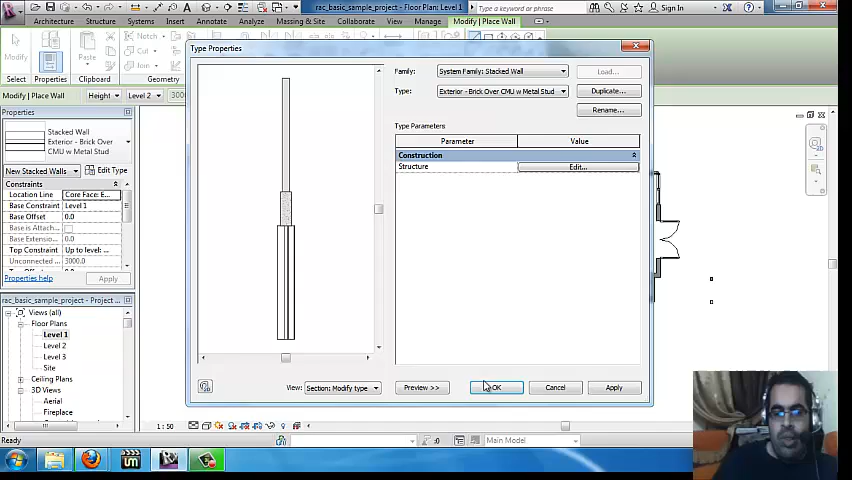 rac_basic_sample_project - Floor Plan: Level 1
Sign In
Architecture Structure Systems Insert Annotate Analyze Massing & Site Collaborate View Manage Modify | Place Wall
Modify
Properties
Paste
Cope
Cut
Join
Select Properties Clipboard Geometry
Modify | Place Wall Height Level 2
Properties
Stacked Wall
Exterior - Brick Over
CMU w Metal Stud
New Stacked Walls Edit Type
Constraints
Location Line Core Face: E...
Base Constraint Level 1
Base Offset 0.0
Base is Attach...
Base Extensio... 0.0
Top Constraint Up to level: ...
Unconnected ... 3000.0
Properties help Apply
rac_basic_sample_project - Project ...
Views (all)
Floor Plans
Level 1
Level 2
Level 3
Site
Ceiling Plans
3D Views
Aerial
Fireplace
Type Properties
Family: System Family: Stacked Wall Load...
Type: Exterior - Brick Over CMU w Metal Stud Duplicate...
Rename...
Type Parameters
Parameter Value
Construction
Structure Edit...
View: Section: Modify type Preview >> OK Cancel Apply
1 : 50
Ready
:0 Main Model